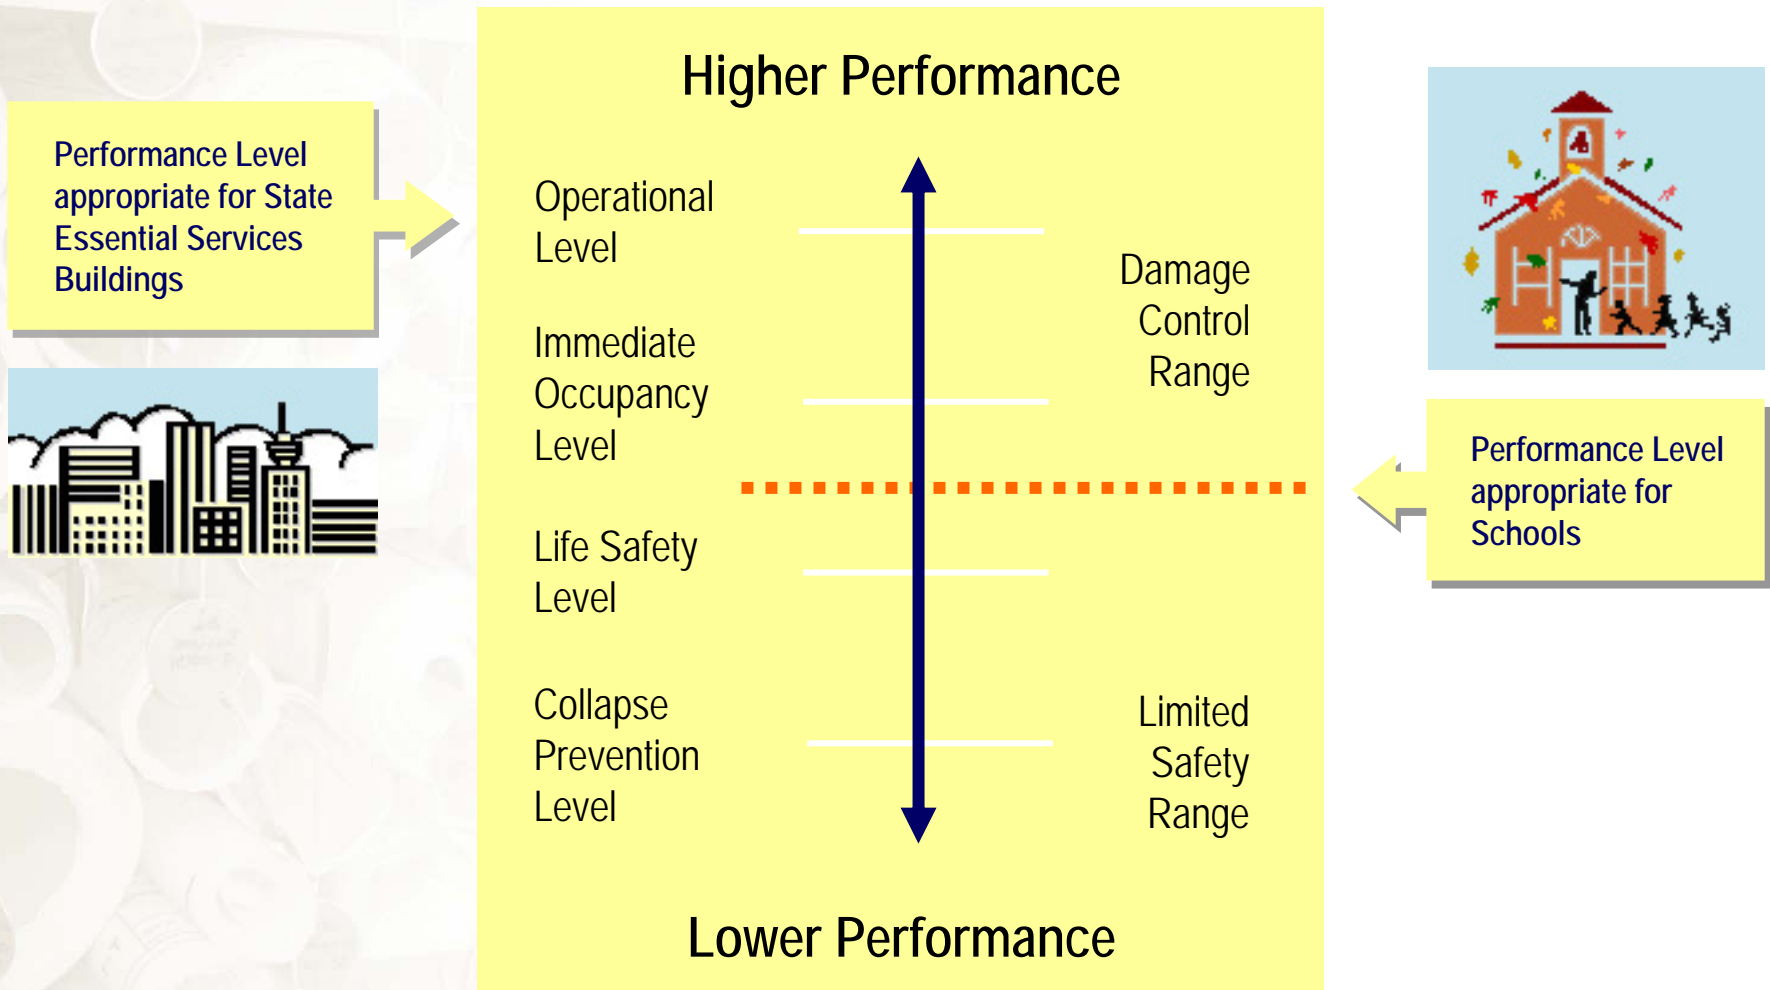 Higher Performance
Performance Level
appropriate for State
Essential Services
Buildings
Operational
Level
Immediate
Occupancy
Level
Life Safety
Level
Collapse
Prevention
Level
Damage
Control
Range
Limited
Safety
Range
Performance Level
appropriate for
Schools
Lower Performance